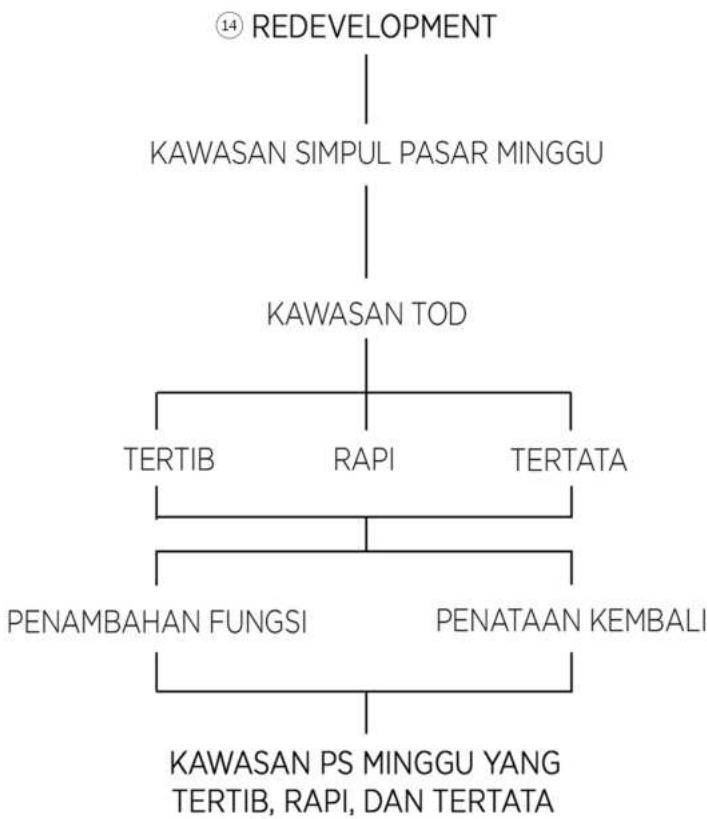 14 REDEVELOPMENT
KAWASAN SIMPUL PASAR MINGGU
KAWASAN TOD
TERTIB RAPI TERTATA
PENAMBAHAN FUNGSI PENATAAN KEMBALI
KAWASAN PS MINGGU YANG
TERTIB, RAPI, DAN TERTATA